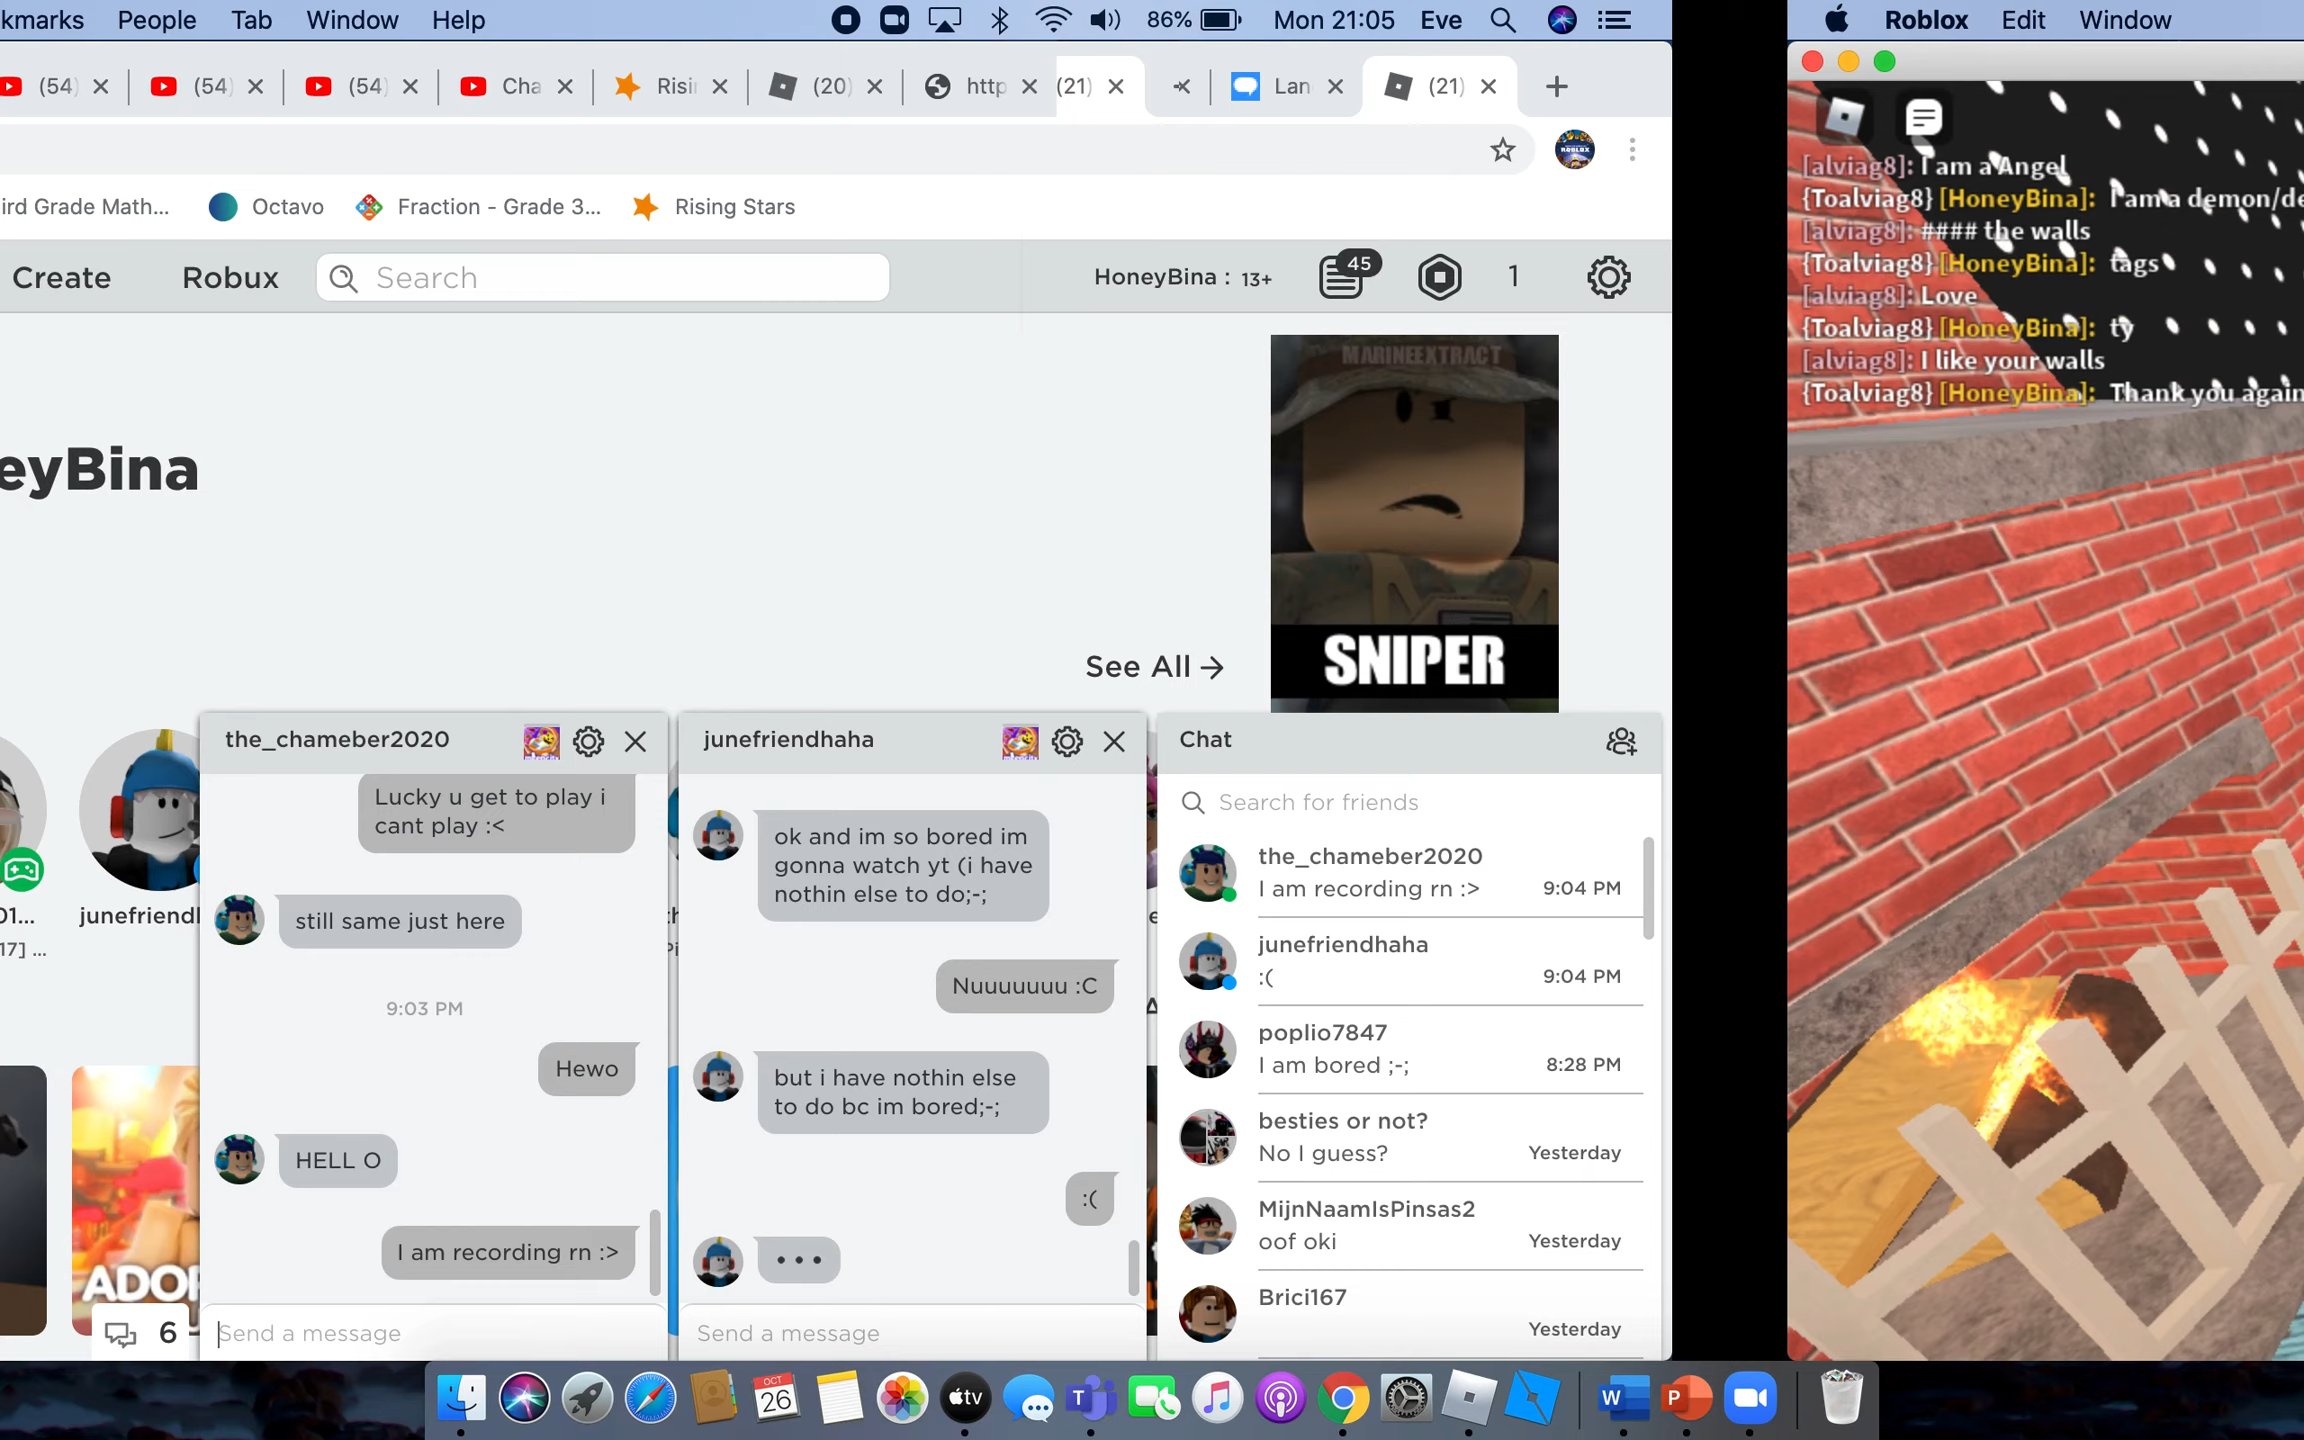 kmarks People Tab Window Help 86% Mon 21:05 Eve
(54) (54) (54) Cha Risi (20) http (21) Lan (21)
ird Grade Math... Octavo Fraction - Grade 3... Rising Stars
Create Robux Search HoneyBina : 13+ 45 1
eyBina
MARINEEXTRACT
SNIPER
See All →
junefriendl
01...
17] ...
ADOP
6
the_chameber2020
Lucky u get to play i
cant play :<
still same just here
9:03 PM
Hewo
HELL O
I am recording rn :>
Send a message
junefriendhaha
ok and im so bored im
gonna watch yt (i have
nothin else to do;-;
Nuuuuuuu :C
but i have nothin else
to do bc im bored;-;
:(
Send a message
Chat
Search for friends
the_chameber2020
I am recording rn :> 9:04 PM
junefriendhaha
:( 9:04 PM
poplio7847
I am bored ;-; 8:28 PM
besties or not?
No I guess? Yesterday
MijnNaamIsPinsas2
oof oki Yesterday
Brici167
Yesterday
OCT
26
tv
T
W
P
Roblox Edit Window
[alviag8]: I am a Angel
{Toalviag8} [HoneyBina]: I'am a demon/de
[alviag8]: #### the walls
{Toalviag8} [HoneyBina]: tags
[alviag8]: Love
{Toalviag8} [HoneyBina]: ty
[alviag8]: I like your walls
{Toalviag8} [HoneyBina]: Thank you again